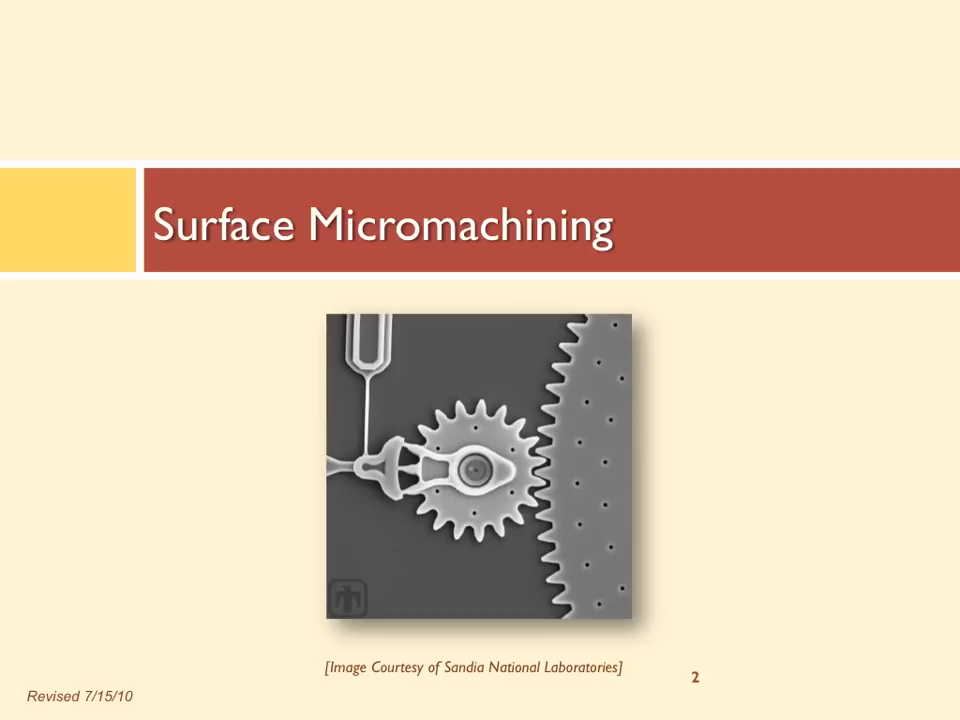 Surface Micromachining
[Image Courtesy of Sandia National Laboratories]
2
Revised 7/15/10